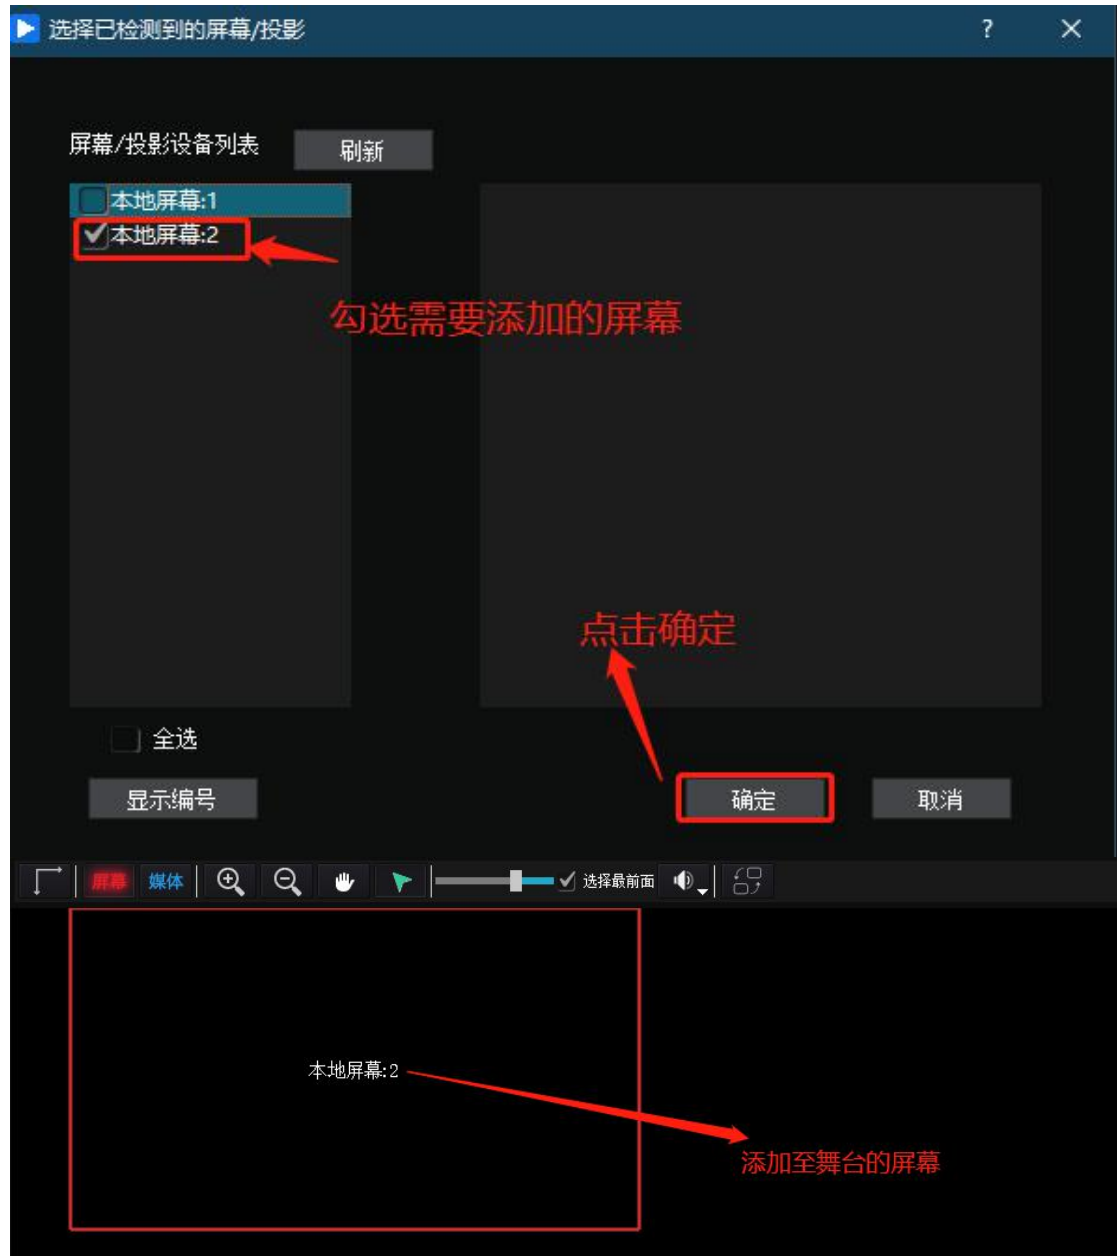 选择已检测到的屏幕/投影
?
屏幕/投影设备列表
刷新
本地屏幕:1
本地屏幕:2
勾选需要添加的屏幕
点击确定
全选
显示编号
确定
取消
屏幕
媒体
选择最前面
本地屏幕:2
添加至舞台的屏幕